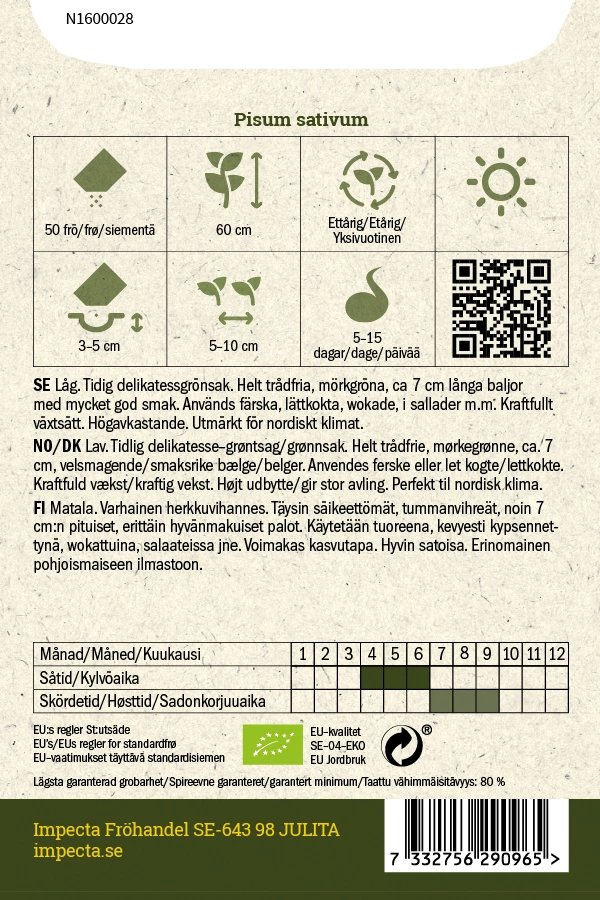 N1600028
Pisum sativum
50 frö/frø/siementä
60 cm
Ettårig/Etårig/
Yksivuotinen
3–5 cm
5–10 cm
5–15
dagar/dage/päivää
SE Låg. Tidig delikatessgrönsak. Helt trådfria, mörkgröna, ca 7 cm långa baljor
med mycket god smak. Används färska, lättkokta, wokade, i sallader m.m. Kraftfullt
växtsätt. Högavkastande. Utmärkt för nordiskt klimat.
NO/DK Lav. Tidlig delikatesse–grøntsag/grønnsak. Helt trådfrie, mørkegrønne, ca. 7
cm, velsmagende/smaksrike bælge/belger. Anvendes ferske eller let kogte/lettkokte.
Kraftfuld vækst/kraftig vekst. Højt udbytte/gir stor avling. Perfekt til nordisk klima.
FI Matala. Varhainen herkkuvihannes. Täysin säikeettömät, tummanvihreät, noin 7
cm:n pituiset, erittäin hyvänmakuiset palot. Käytetään tuoreena, kevyesti kypsennet-
tynä, wokattuina, salaateissa jne. Voimakas kasvutapa. Hyvin satoisa. Erinomainen
pohjoismaiseen ilmastoon.
Månad/Måned/Kuukausi 1 2 3 4 5 6 7 8 9 10 11 12
Såtid/Kylvöaika
Skördetid/Høsttid/Sadonkorjuuaika
EU:s regler St:utsäde
EU's/EUs regler for standardfrø
EU–vaatimukset täyttävä standardisiemen
EU–kvalitet
SE–04–EKO
EU Jordbruk
®
Lägsta garanterad grobarhet/Spireevne garanteret/garantert minimum/Taattu vähimmäisitävyys: 80 %
Impecta Fröhandel SE-643 98 JULITA
impecta.se
7 332756 290965 >